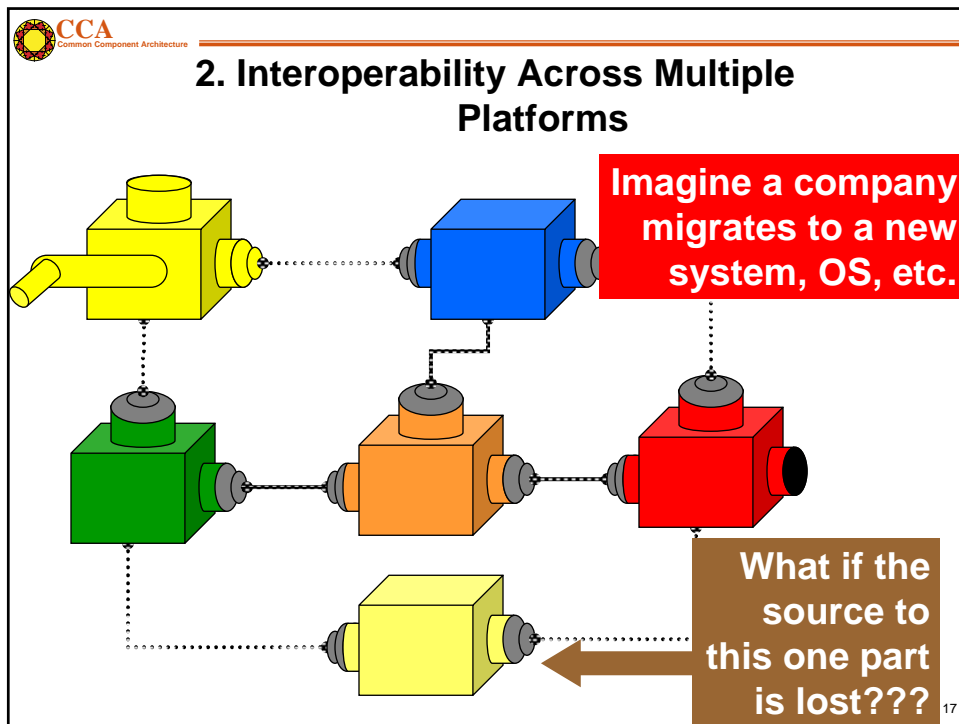 CCA
Common Component Architecture
2. Interoperability Across Multiple
Platforms
Imagine a company
migrates to a new
system, OS, etc.
What if the
source to
this one part
is lost???
17